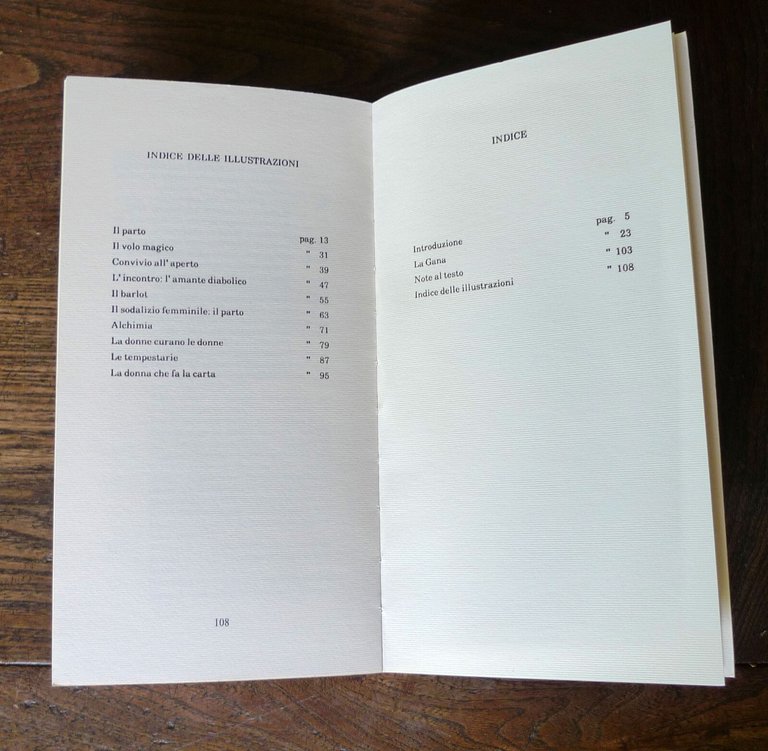 INDICE DELLE ILLUSTRAZIONI
Il parto pag. 13
Il volo magico " 31
Convivio all'aperto " 39
L'incontro: l'amante diabolico " 47
Il barlot " 55
Il sodalizio femminile: il parto " 63
Alchimia " 71
La donne curano le donne " 79
Le tempestarie " 87
La donna che fa la carta " 95
108
INDICE
Introduzione pag. 5
La Gana " 23
Note al testo " 103
Indice delle illustrazioni " 108